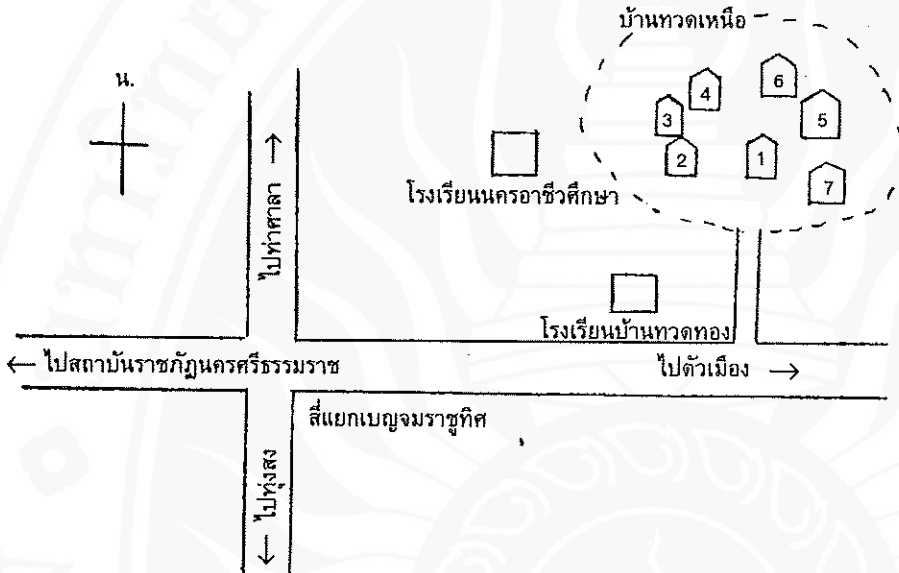 บ้านทวดเหนือ
น.
6
4
5
3
1
2
7
โรงเรียนนครอาชีวศึกษา
ไปท่าศาลา →
โรงเรียนบ้านทวดทอง
← ไปสถาบันราชภัฏนครศรีธรรมราช
ไปตัวเมือง →
สี่แยกเบญจมราชูทิศ
← ไปทุ่งสง